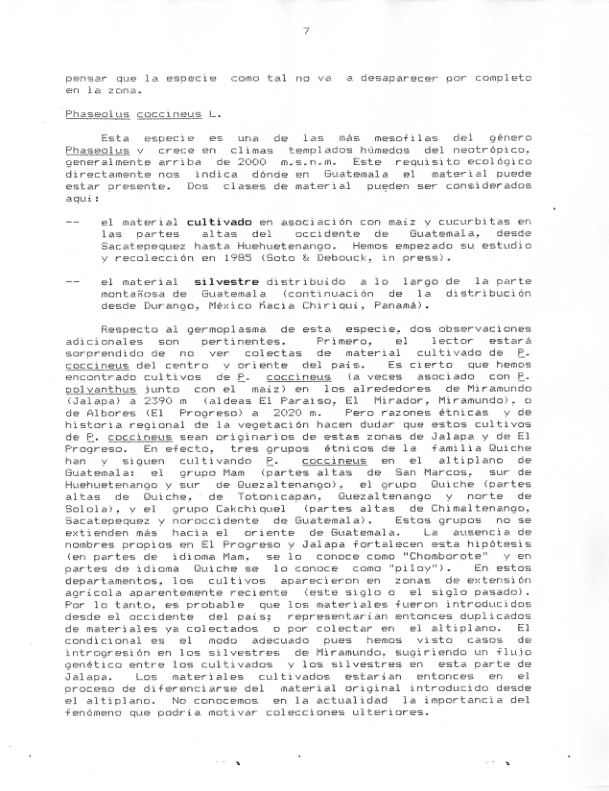 7
pensar que la especie como tal no va a desaparecer por completo
en la zona.
Phaseolus coccineus L.
Esta especie es una de las más mesofilas del género
Phaseolus y crece en climas templados húmedos del neotrópico,
generalmente arriba de 2000 m.s.n.m. Este requisito ecológico
directamente nos indica dónde en Guatemala el material puede
estar presente. Dos clases de material pueden ser considerados
aquí:
-- el material cultivado en asociación con maíz y cucurbitas en
las partes altas del occidente de Guatemala, desde
Sacatepequez hasta Huehuetenango. Hemos empezado su estudio
y recolección en 1985 (Soto & Debouck, in press).
-- el material silvestre distribuído a lo largo de la parte
montañosa de Guatemala (continuación de la distribución
desde Durango, México Hacia Chiriquí, Panamá).
Respecto al germoplasma de esta especie, dos observaciones
adicionales son pertinentes. Primero, el lector estará
sorprendido de no ver colectas de material cultivado de P.
coccineus del centro y oriente del país. Es cierto que hemos
encontrado cultivos de P. coccineus (a veces asociado con P.
polyanthus junto con el maíz) en los alrededores de Miramundo
(Jalapa) a 2390 m (aldeas El Paraiso, El Mirador, Miramundo), o
de Albores (El Progreso) a 2020 m. Pero razones étnicas y de
historia regional de la vegetación hacen dudar que estos cultivos
de P. coccineus sean originarios de estas zonas de Jalapa y de El
Progreso. En efecto, tres grupos étnicos de la familia Quiche
han y siguen cultivando P. coccineus en el altiplano de
Guatemala: el grupo Mam (partes altas de San Marcos, sur de
Huehuetenango y sur de Quezaltenango), el grupo Quiche (partes
altas de Quiche, de Totonicapan, Quezaltenango y norte de
Solola), y el grupo Cakchiquel (partes altas de Chimaltenango,
Sacatepequez y noroccidente de Guatemala). Estos grupos no se
extienden más hacia el oriente de Guatemala. La ausencia de
nombres propios en El Progreso y Jalapa fortalecen esta hipótesis
(en partes de idioma Mam, se lo conoce como "Chomborote" y en
partes de idioma Quiche se lo conoce como "piloy"). En estos
departamentos, los cultivos aparecieron en zonas de extensión
agrícola aparentemente reciente (este siglo o el siglo pasado).
Por lo tanto, es probable que los materiales fueron introducidos
desde el occidente del país; representarían entonces duplicados
de materiales ya colectados o por colectar en el altiplano. El
condicional es el modo adecuado pues hemos visto casos de
introgresión en los silvestres de Miramundo, sugiriendo un flujo
genético entre los cultivados y los silvestres en esta parte de
Jalapa. Los materiales cultivados estarían entonces en el
proceso de diferenciarse del material original introducido desde
el altiplano. No conocemos en la actualidad la importancia del
fenómeno que podría motivar colecciones ulteriores.